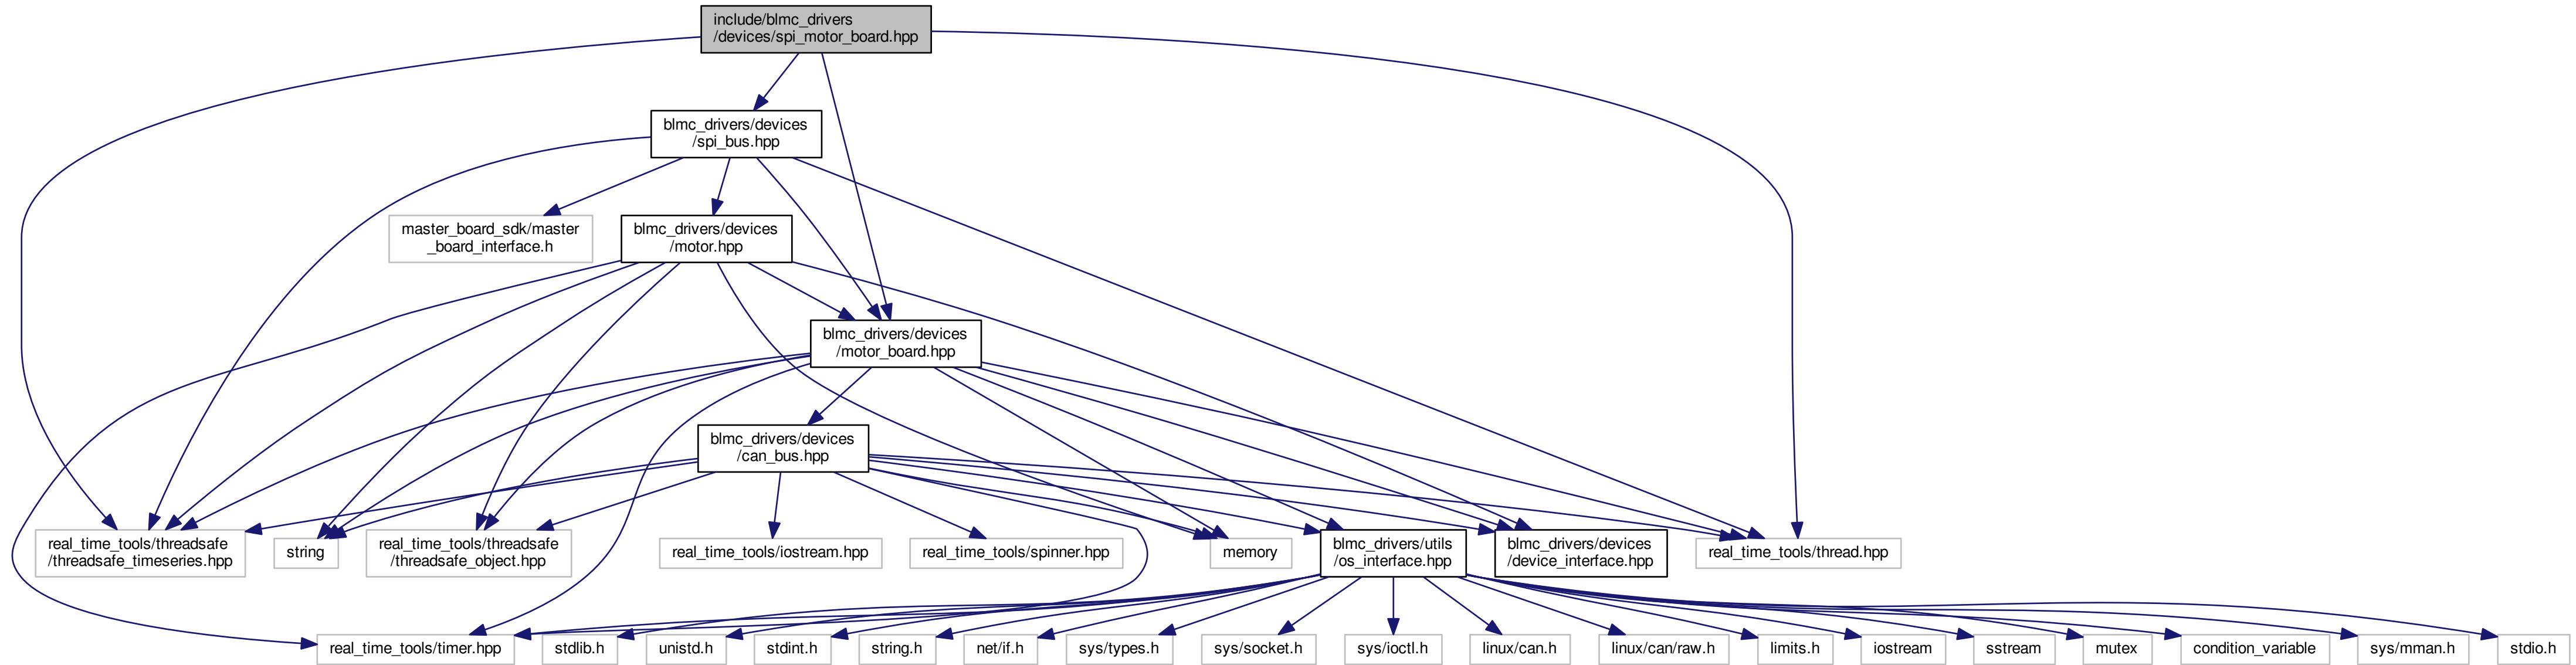 include/blmc_drivers
/devices/spi_motor_board.hpp
blmc_drivers/devices
/spi_bus.hpp
master_board_sdk/master
_board_interface.h
blmc_drivers/devices
/motor.hpp
blmc_drivers/devices
/motor_board.hpp
blmc_drivers/devices
/can_bus.hpp
real_time_tools/threadsafe
/threadsafe_timeseries.hpp
string
real_time_tools/threadsafe
/threadsafe_object.hpp
real_time_tools/iostream.hpp
real_time_tools/spinner.hpp
memory
blmc_drivers/utils
/os_interface.hpp
blmc_drivers/devices
/device_interface.hpp
real_time_tools/thread.hpp
real_time_tools/timer.hpp
stdlib.h
unistd.h
stdint.h
string.h
net/if.h
sys/types.h
sys/socket.h
sys/ioctl.h
linux/can.h
linux/can/raw.h
limits.h
iostream
sstream
mutex
condition_variable
sys/mman.h
stdio.h